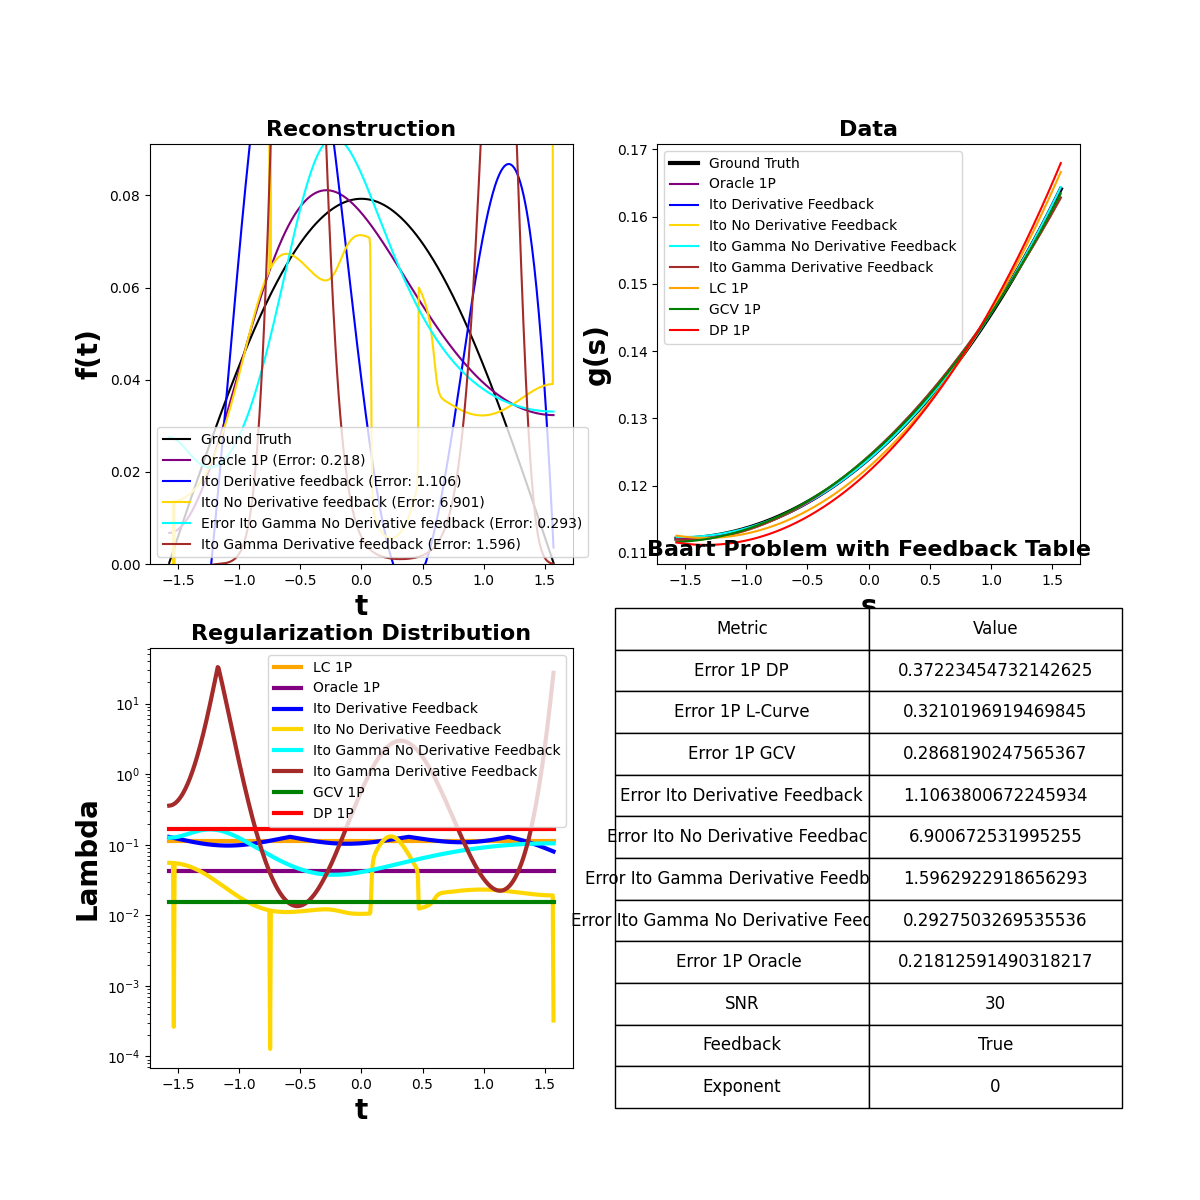 Reconstruction
f(t)
0.08
0.06
0.04
0.02
0.00
Ground Truth
Oracle 1P (Error: 0.218)
Ito Derivative feedback (Error: 1.106)
Ito No Derivative feedback (Error: 6.901)
Error Ito Gamma No Derivative feedback (Error: 0.293)
Ito Gamma Derivative feedback (Error: 1.596)
−1.5 −1.0 −0.5 0.0 0.5 1.0 1.5
t
Data
g(s)
0.17
0.16
0.15
0.14
0.13
0.12
0.11
Ground Truth
Oracle 1P
Ito Derivative Feedback
Ito No Derivative Feedback
Ito Gamma No Derivative Feedback
Ito Gamma Derivative Feedback
LC 1P
GCV 1P
DP 1P
−1.5 −1.0 −0.5 0.0 0.5 1.0 1.5
s
Regularization Distribution
Lambda
10¹
10⁰
10⁻¹
10⁻²
10⁻³
10⁻⁴
LC 1P
Oracle 1P
Ito Derivative Feedback
Ito No Derivative Feedback
Ito Gamma No Derivative Feedback
Ito Gamma Derivative Feedback
GCV 1P
DP 1P
−1.5 −1.0 −0.5 0.0 0.5 1.0 1.5
t
Baart Problem with Feedback Table
Metric Value
Error 1P DP 0.37223454732142625
Error 1P L-Curve 0.3210196919469845
Error 1P GCV 0.2868190247565367
Error Ito Derivative Feedback 1.1063800672245934
Error Ito No Derivative Feedbac 6.900672531995255
Error Ito Gamma Derivative Feedb 1.5962922918656293
Error Ito Gamma No Derivative Feed 0.2927503269535536
Error 1P Oracle 0.21812591490318217
SNR 30
Feedback True
Exponent 0